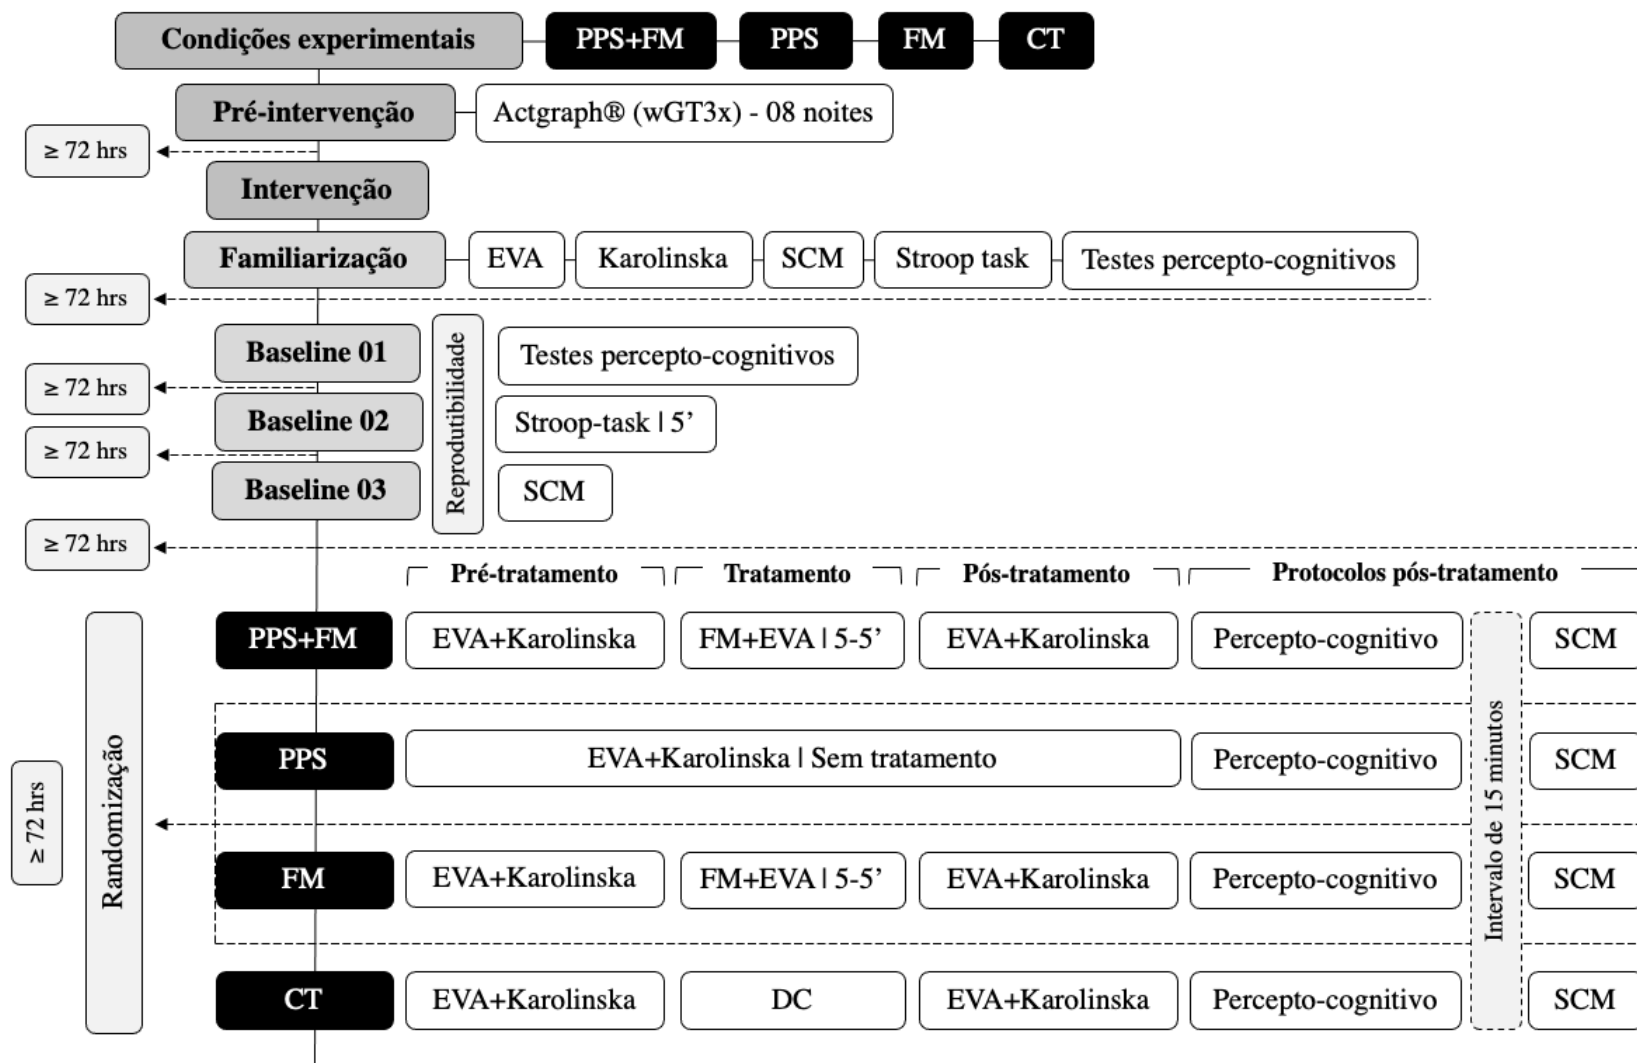 Condições experimentais
PPS+FM
PPS
FM
CT
Pré-intervenção
Actgraph® (wGT3x) - 08 noites
≥ 72 hrs
Intervenção
Familiarização
EVA
Karolinska
SCM
Stroop task
Testes percepto-cognitivos
≥ 72 hrs
Baseline 01
Reprodutibilidade
Testes percepto-cognitivos
≥ 72 hrs
Baseline 02
Stroop-task | 5’
≥ 72 hrs
Baseline 03
SCM
≥ 72 hrs
Pré-tratamento
Tratamento
Pós-tratamento
Protocolos pós-tratamento
≥ 72 hrs
Randomização
PPS+FM
EVA+Karolinska
FM+EVA | 5-5’
EVA+Karolinska
Percepto-cognitivo
Intervalo de 15 minutos
SCM
PPS
EVA+Karolinska | Sem tratamento
Percepto-cognitivo
SCM
FM
EVA+Karolinska
FM+EVA | 5-5’
EVA+Karolinska
Percepto-cognitivo
SCM
CT
EVA+Karolinska
DC
EVA+Karolinska
Percepto-cognitivo
SCM